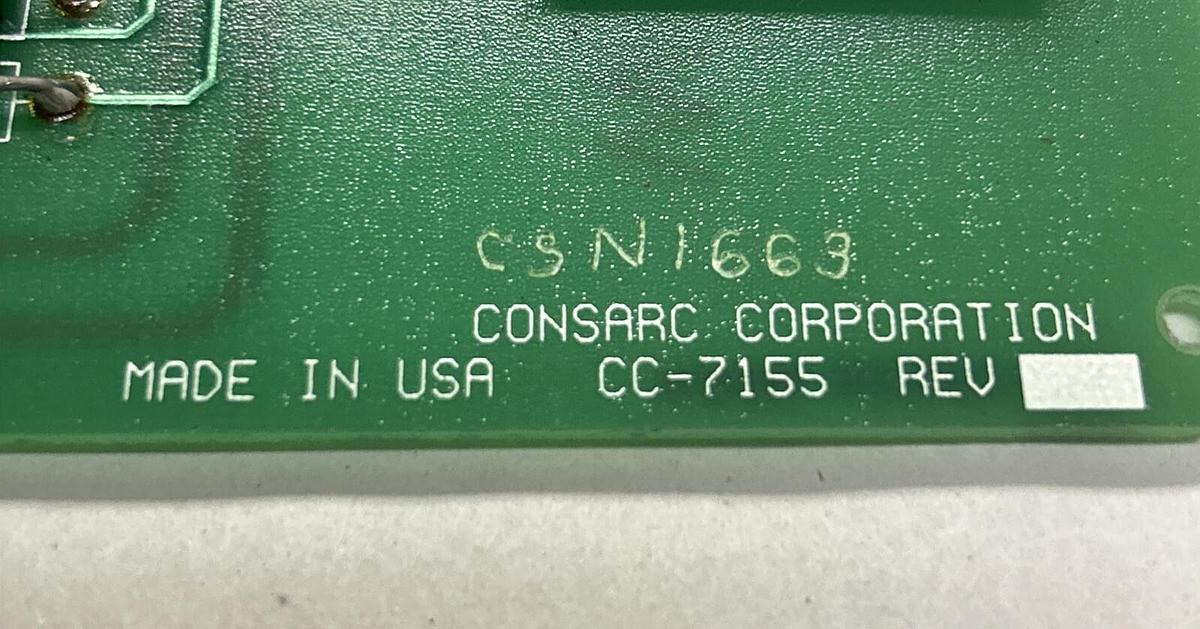 CSN1663
CONSARC CORPORATION
MADE IN USA CC-7155 REV